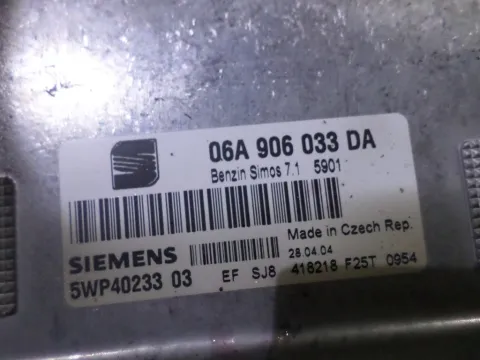 06A 906 033 DA
Benzin Simos 7.1 5901
SIEMENS
Made in Czech Rep.
28.04.04
5WP40233 03 EF SJ8 418218 F25T 0954